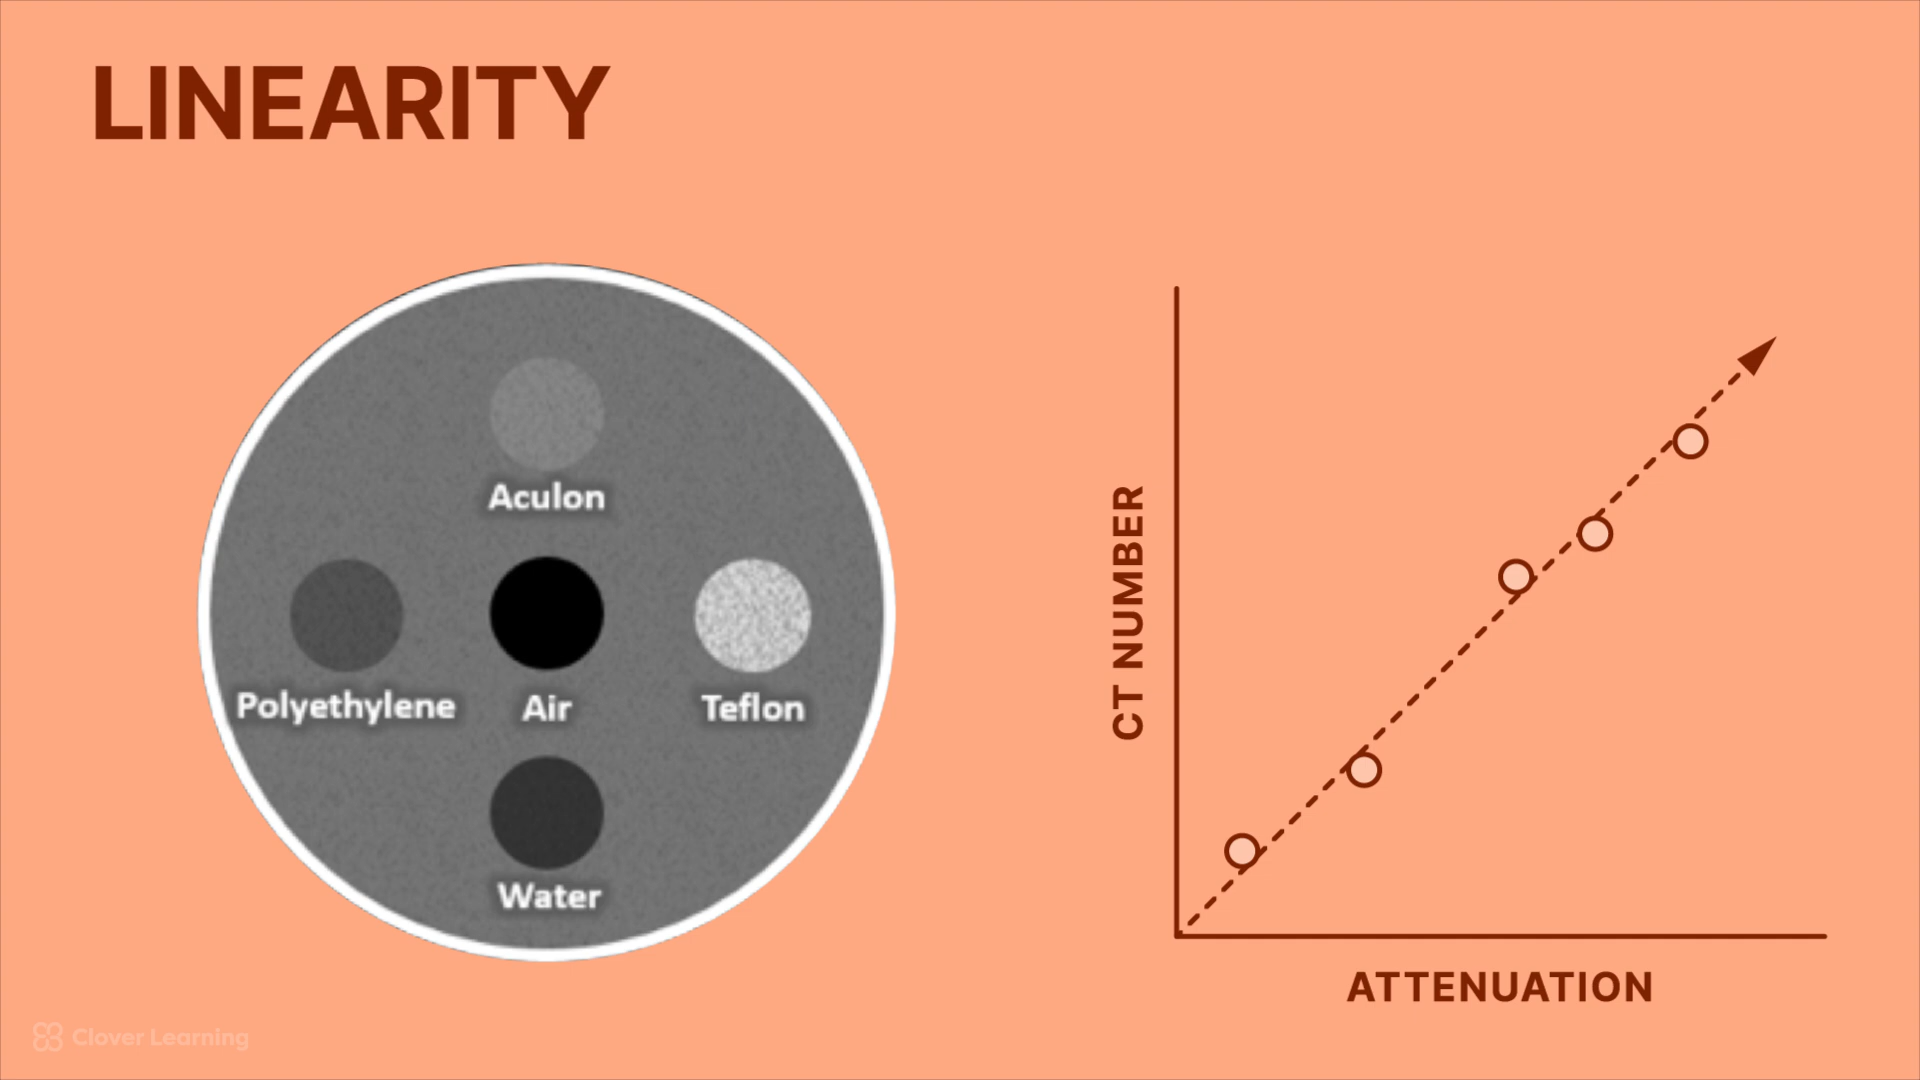 LINEARITY
Aculon
Polyethylene
Air
Teflon
Water
CT NUMBER
ATTENUATION
Clover Learning